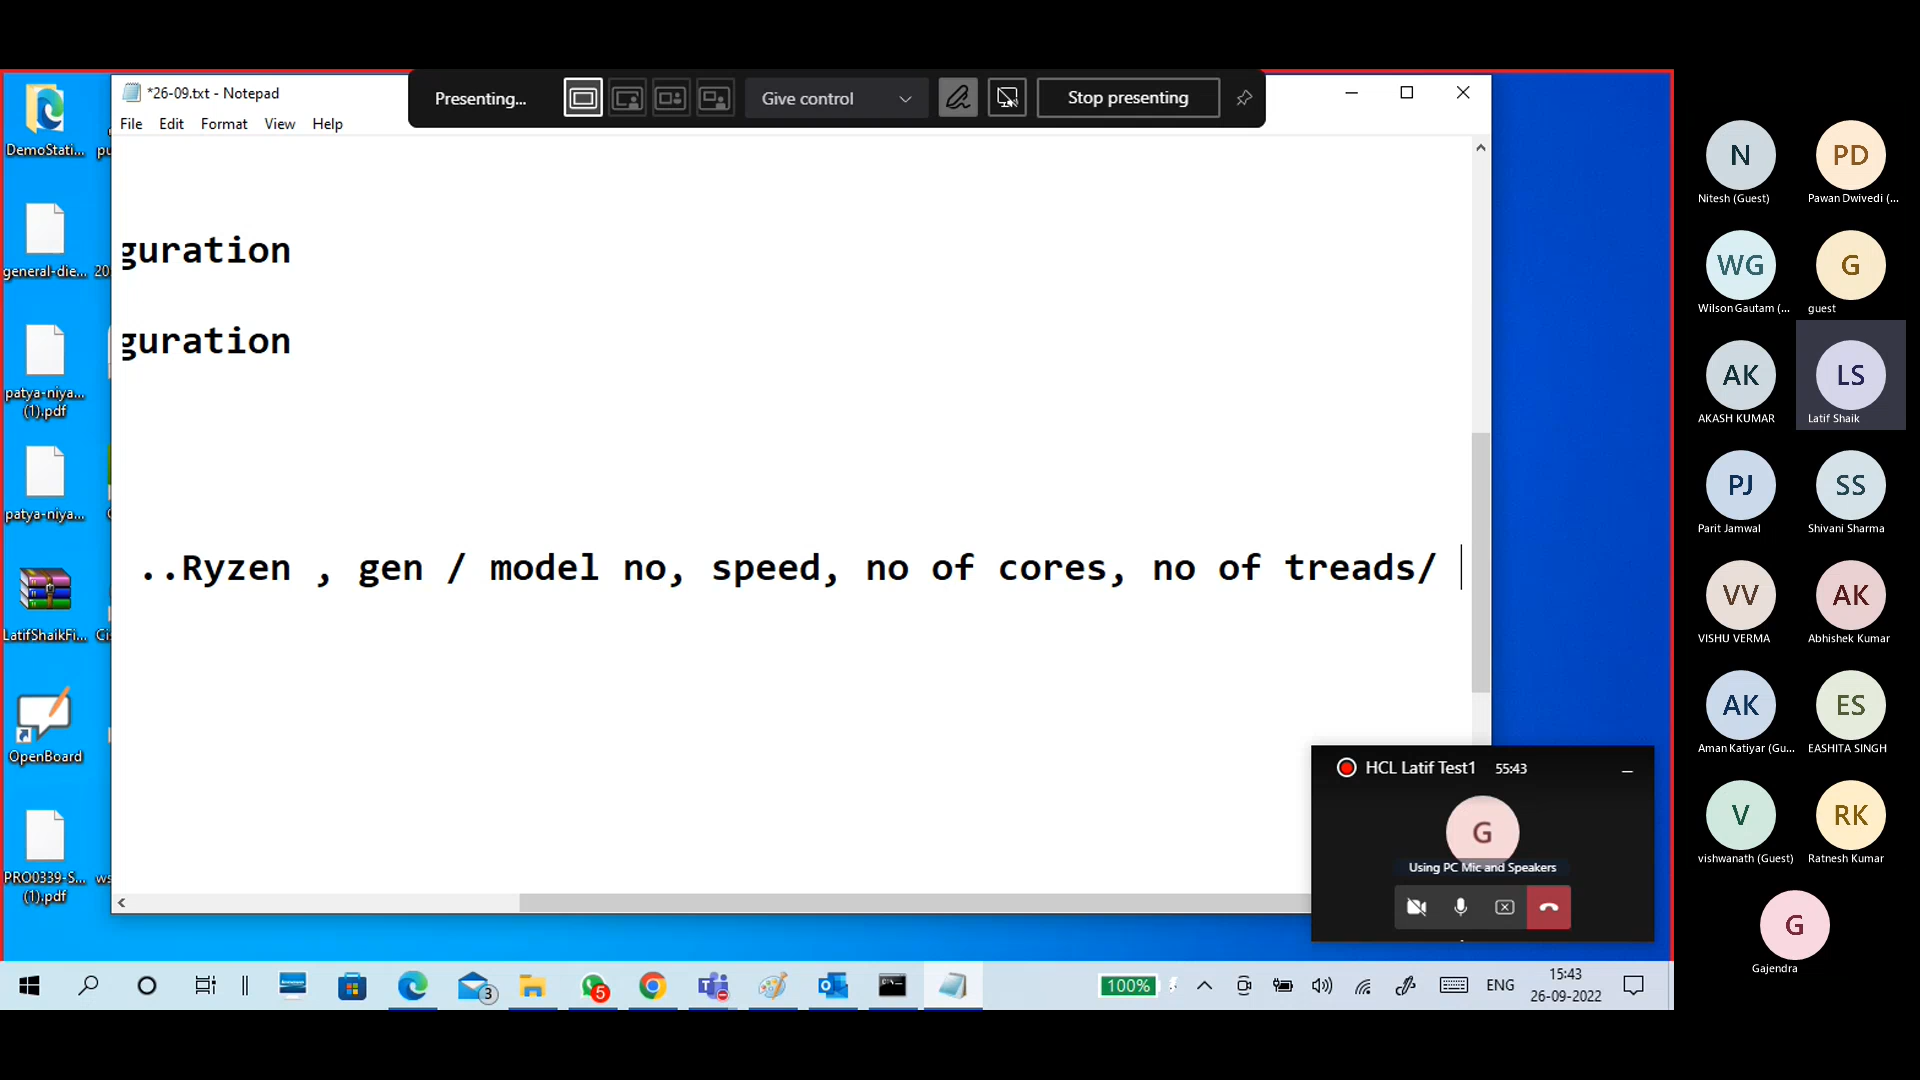 *26-09.txt - Notepad
File Edit Format View Help
Presenting...
Give control
Stop presenting
guration
guration
..Ryzen , gen / model no, speed, no of cores, no of treads/
DemoStati...
general-die...
patya-niya...
(1).pdf
patya-niya...
LatifShaikFi...
OpenBoard
PRO0339-S...
(1).pdf
HCL Latif Test1 55:43
G
Using PC Mic and Speakers
3
5
100%
ENG
15:43
26-09-2022
N
Nitesh (Guest)
PD
Pawan Dwivedi (...
WG
Wilson Gautam (...
G
guest
AK
AKASH KUMAR
LS
Latif Shaik
PJ
Parit Jamwal
SS
Shivani Sharma
VV
VISHU VERMA
AK
Abhishek Kumar
AK
Aman Katiyar (Gu...
ES
EASHITA SINGH
V
vishwanath (Guest)
RK
Ratnesh Kumar
G
Gajendra